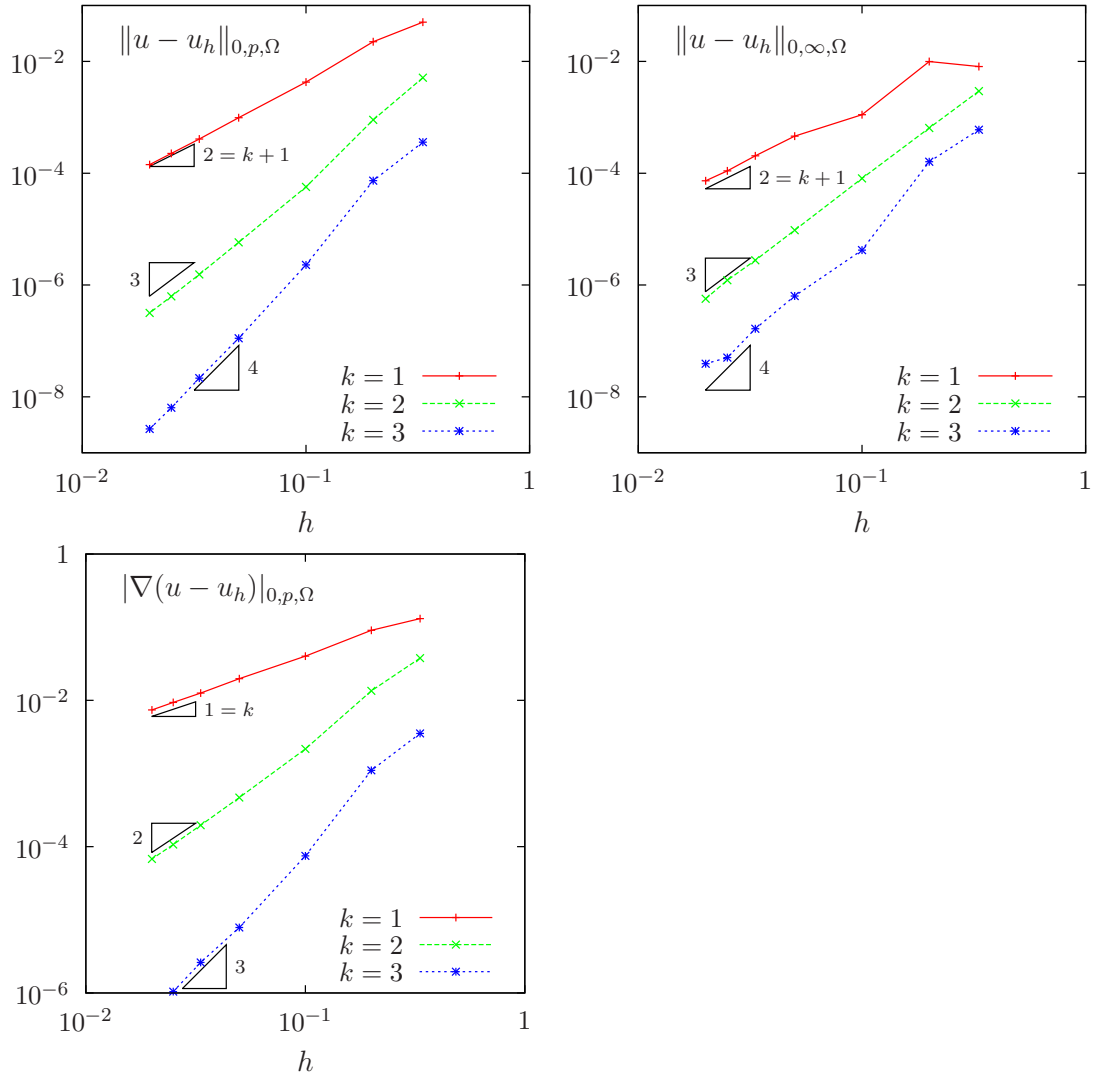 ‖u − u_h‖_{0,p,Ω}
10^{−2}
10^{−4}
10^{−6}
10^{−8}
2 = k + 1
3
4
k = 1
k = 2
k = 3
10^{−2}
10^{−1}
1
h
‖u − u_h‖_{0,∞,Ω}
10^{−2}
10^{−4}
10^{−6}
10^{−8}
2 = k + 1
3
4
k = 1
k = 2
k = 3
10^{−2}
10^{−1}
1
h
|∇(u − u_h)|_{0,p,Ω}
1
10^{−2}
10^{−4}
10^{−6}
1 = k
2
3
k = 1
k = 2
k = 3
10^{−2}
10^{−1}
1
h